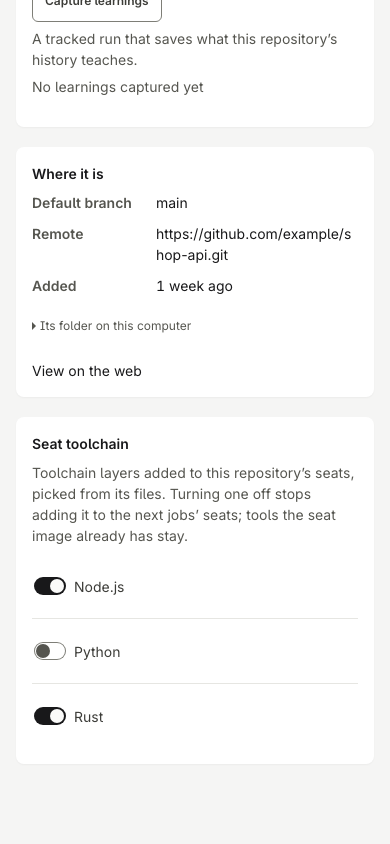 Capture learnings
A tracked run that saves what this repository’s
history teaches.
No learnings captured yet
Where it is
Default branch main
Remote https://github.com/example/s
hop-api.git
Added 1 week ago
Its folder on this computer
View on the web
Seat toolchain
Toolchain layers added to this repository’s seats,
picked from its files. Turning one off stops
adding it to the next jobs’ seats; tools the seat
image already has stay.
Node.js
Python
Rust